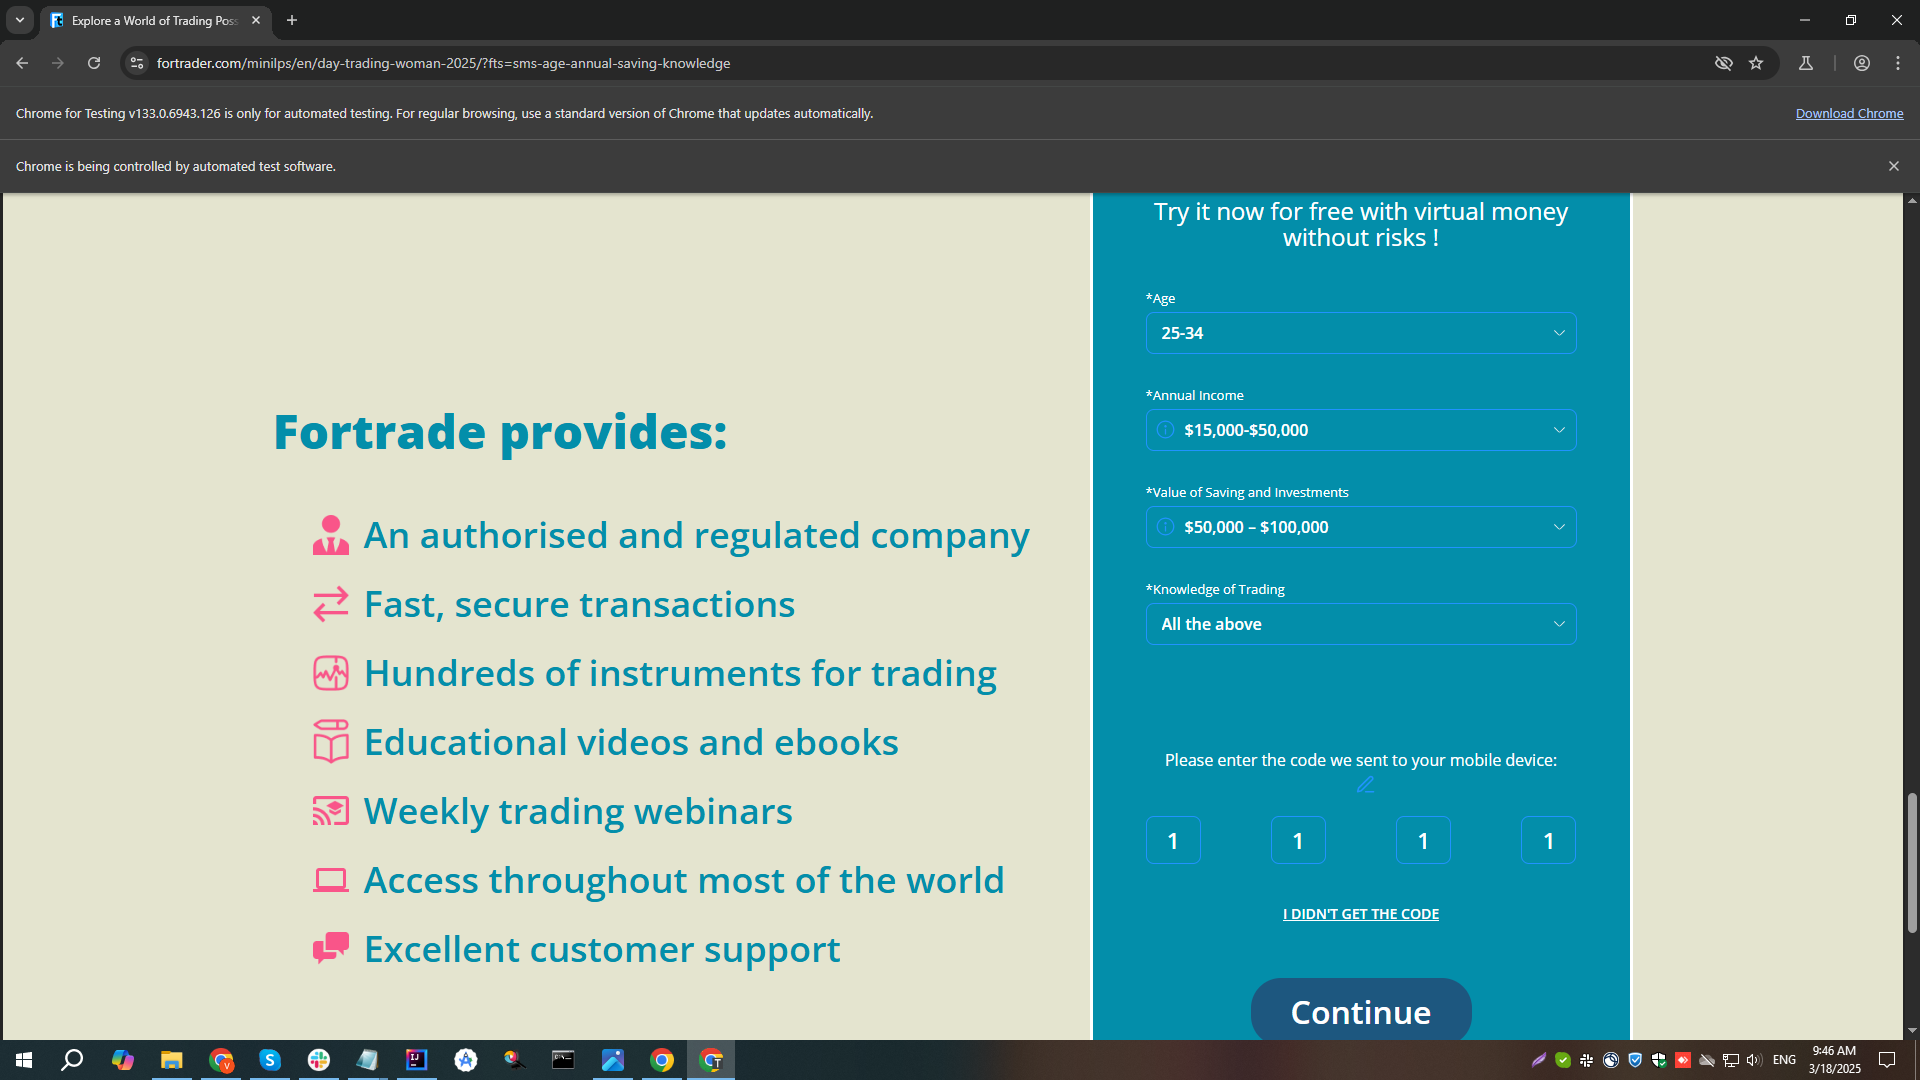 Explore a World of Trading Pos
fortrader.com/minilps/en/day-trading-woman-2025/?fts=sms-age-annual-saving-knowledge
Chrome for Testing v133.0.6943.126 is only for automated testing. For regular browsing, use a standard version of Chrome that updates automatically.
Download Chrome
Chrome is being controlled by automated test software.
Fortrade provides:
An authorised and regulated company
Fast, secure transactions
Hundreds of instruments for trading
Educational videos and ebooks
Weekly trading webinars
Access throughout most of the world
Excellent customer support
Try it now for free with virtual money
without risks !
*Age
25-34
*Annual Income
$15,000-$50,000
*Value of Saving and Investments
$50,000 – $100,000
*Knowledge of Trading
All the above
Please enter the code we sent to your mobile device:
1 1 1 1
I DIDN'T GET THE CODE
Continue
ENG
9:46 AM
3/18/2025